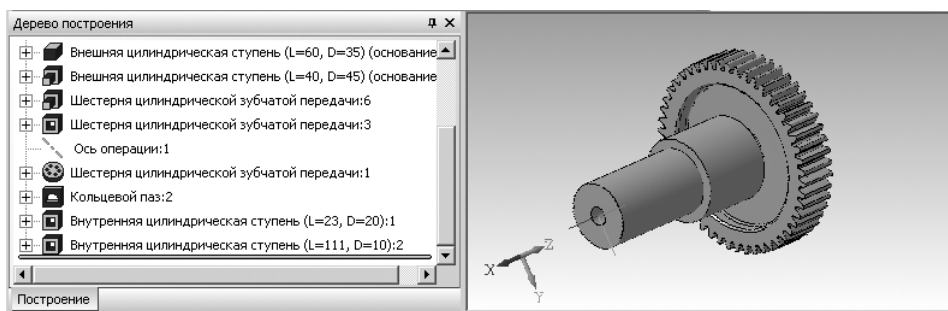 Дерево построения
Внешняя цилиндрическая ступень (L=60, D=35) (основание
Внешняя цилиндрическая ступень (L=40, D=45) (основание
Шестерня цилиндрической зубчатой передачи:6
Шестерня цилиндрической зубчатой передачи:3
Ось операции:1
Шестерня цилиндрической зубчатой передачи:1
Кольцевой паз:2
Внутренняя цилиндрическая ступень (L=23, D=20):1
Внутренняя цилиндрическая ступень (L=111, D=10):2
Построение
Z
X
Y